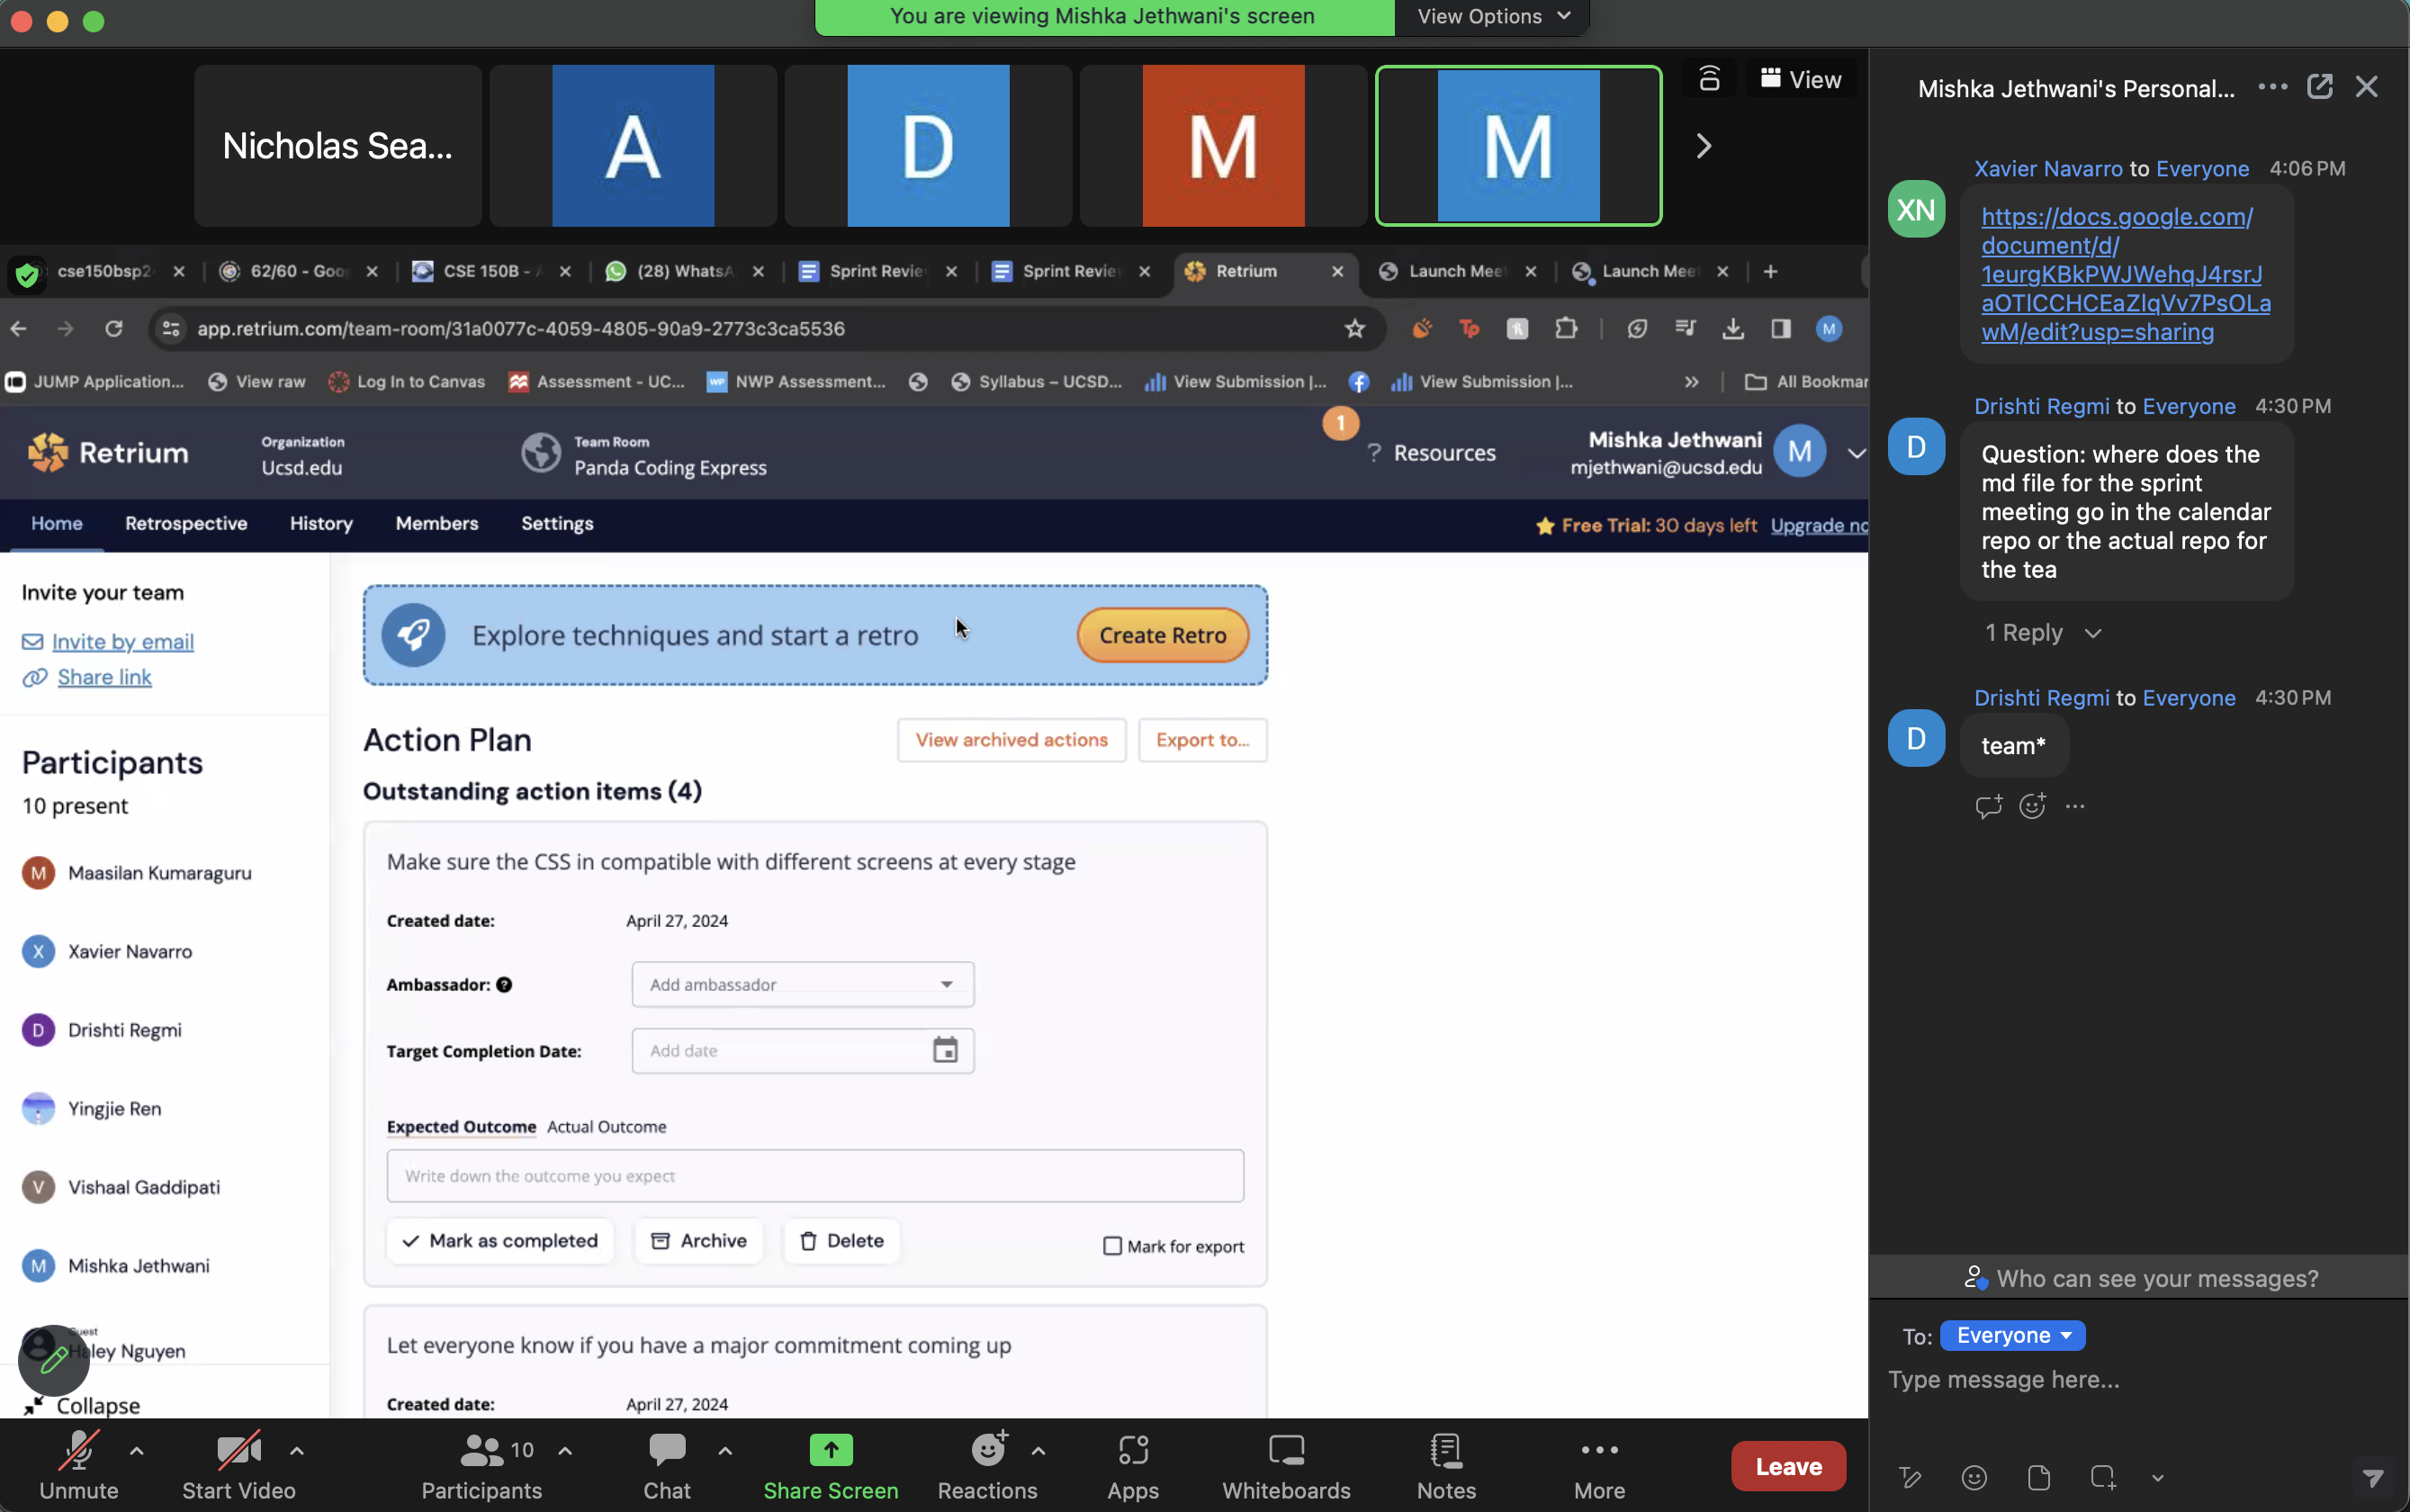 You are viewing Mishka Jethwani's screen
View Options
Nicholas Sea...
A
D
M
M
View
cse150bsp2
62/60 - Goo
CSE 150B - A
(28) WhatsA
Sprint Revie
Sprint Revie
Retrium
Launch Mee
Launch Mee
app.retrium.com/team-room/31a0077c-4059-4805-90a9-2773c3ca5536
Tp
M
JUMP Application...
View raw
Log In to Canvas
Assessment - UC...
WP
NWP Assessment...
Syllabus – UCSD...
View Submission |...
View Submission |...
»
All Bookmar
Retrium
Organization
Ucsd.edu
Team Room
Panda Coding Express
1
? Resources
Mishka Jethwani
mjethwani@ucsd.edu
M
Home
Retrospective
History
Members
Settings
Free Trial: 30 days left
Upgrade no
Invite your team
Invite by email
Share link
Participants
10 present
M
Maasilan Kumaraguru
X
Xavier Navarro
D
Drishti Regmi
Yingjie Ren
V
Vishaal Gaddipati
M
Mishka Jethwani
Haley Nguyen
Collapse
Explore techniques and start a retro
Create Retro
Action Plan
View archived actions
Export to...
Outstanding action items (4)
Make sure the CSS in compatible with different screens at every stage
Created date:
April 27, 2024
Ambassador: ?
Add ambassador
Target Completion Date:
Add date
Expected Outcome
Actual Outcome
Write down the outcome you expect
Mark as completed
Archive
Delete
Mark for export
Let everyone know if you have a major commitment coming up
Created date:
April 27, 2024
Unmute
Start Video
10
Participants
Chat
Share Screen
Reactions
Apps
Whiteboards
Notes
More
Leave
Mishka Jethwani's Personal...
Xavier Navarro to Everyone 4:06 PM
XN
https://docs.google.com/
document/d/
1eurgKBkPWJWehqJ4rsrJ
aOTlCCHCEaZlqVv7PsOLa
wM/edit?usp=sharing
Drishti Regmi to Everyone 4:30 PM
D
Question: where does the
md file for the sprint
meeting go in the calendar
repo or the actual repo for
the tea
1 Reply
Drishti Regmi to Everyone 4:30 PM
D
team*
Who can see your messages?
To: Everyone
Type message here...